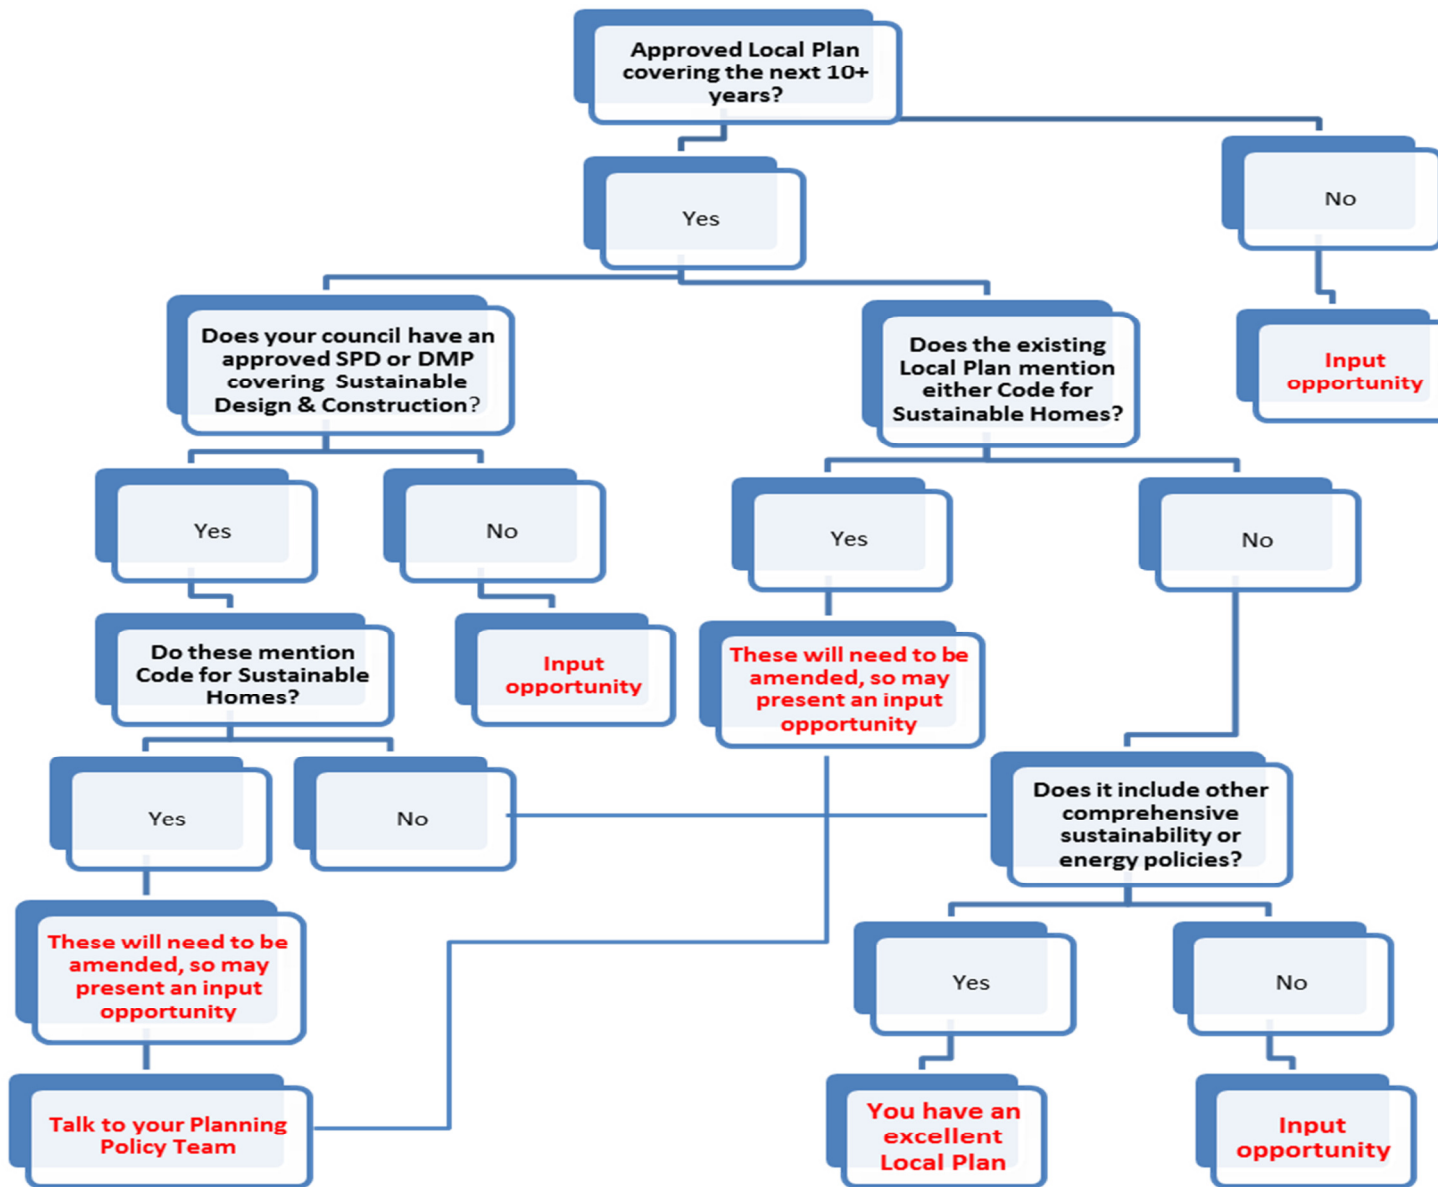 Approved Local Plan
covering the next 10+
years?
Yes
No
Does your council have an
approved SPD or DMP
covering Sustainable
Design & Construction?
Does the existing
Local Plan mention
either Code for
Sustainable Homes?
Input
opportunity
Yes
No
Yes
No
Do these mention
Code for Sustainable
Homes?
Input
opportunity
These will need to be
amended, so may
present an input
opportunity
Yes
No
Does it include other
comprehensive
sustainability or
energy policies?
These will need to be
amended, so may
present an input
opportunity
Yes
No
Talk to your Planning
Policy Team
You have an
excellent
Local Plan
Input
opportunity